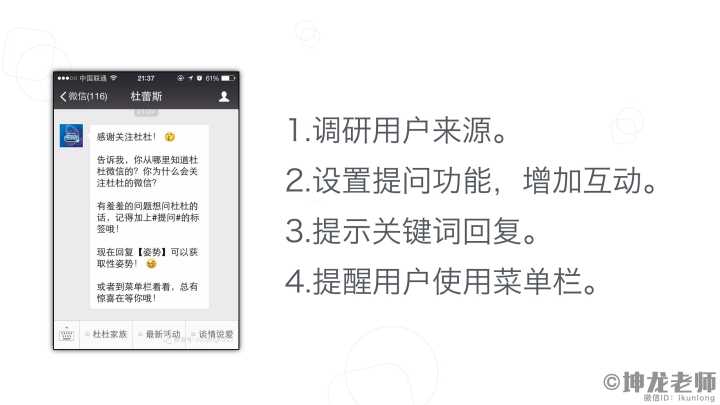 中国联通
21:37
61%
微信(116)
杜蕾斯
感谢关注杜杜！
告诉我，你从哪里知道杜
杜微信的？你为什么会关
注杜杜的微信？
有羞羞的问题想问杜杜的
话，记得加上#提问#的标
签哦！
现在回复【姿势】可以获
取性姿势！
或者到菜单栏看看，总有
惊喜在等你哦！
杜杜家族
最新活动
谈情说爱
1.调研用户来源。
2.设置提问功能，增加互动。
3.提示关键词回复。
4.提醒用户使用菜单栏。
©坤龙老师
微信ID：ikunlong